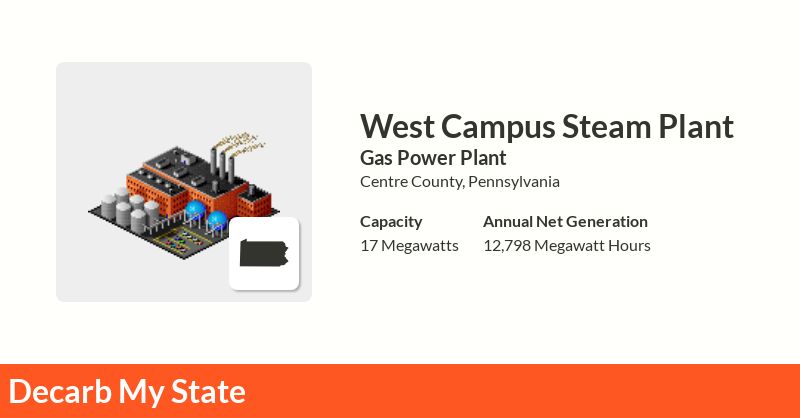 West Campus Steam Plant
Gas Power Plant
Centre County, Pennsylvania
Capacity
17 Megawatts
Annual Net Generation
12,798 Megawatt Hours
Decarb My State